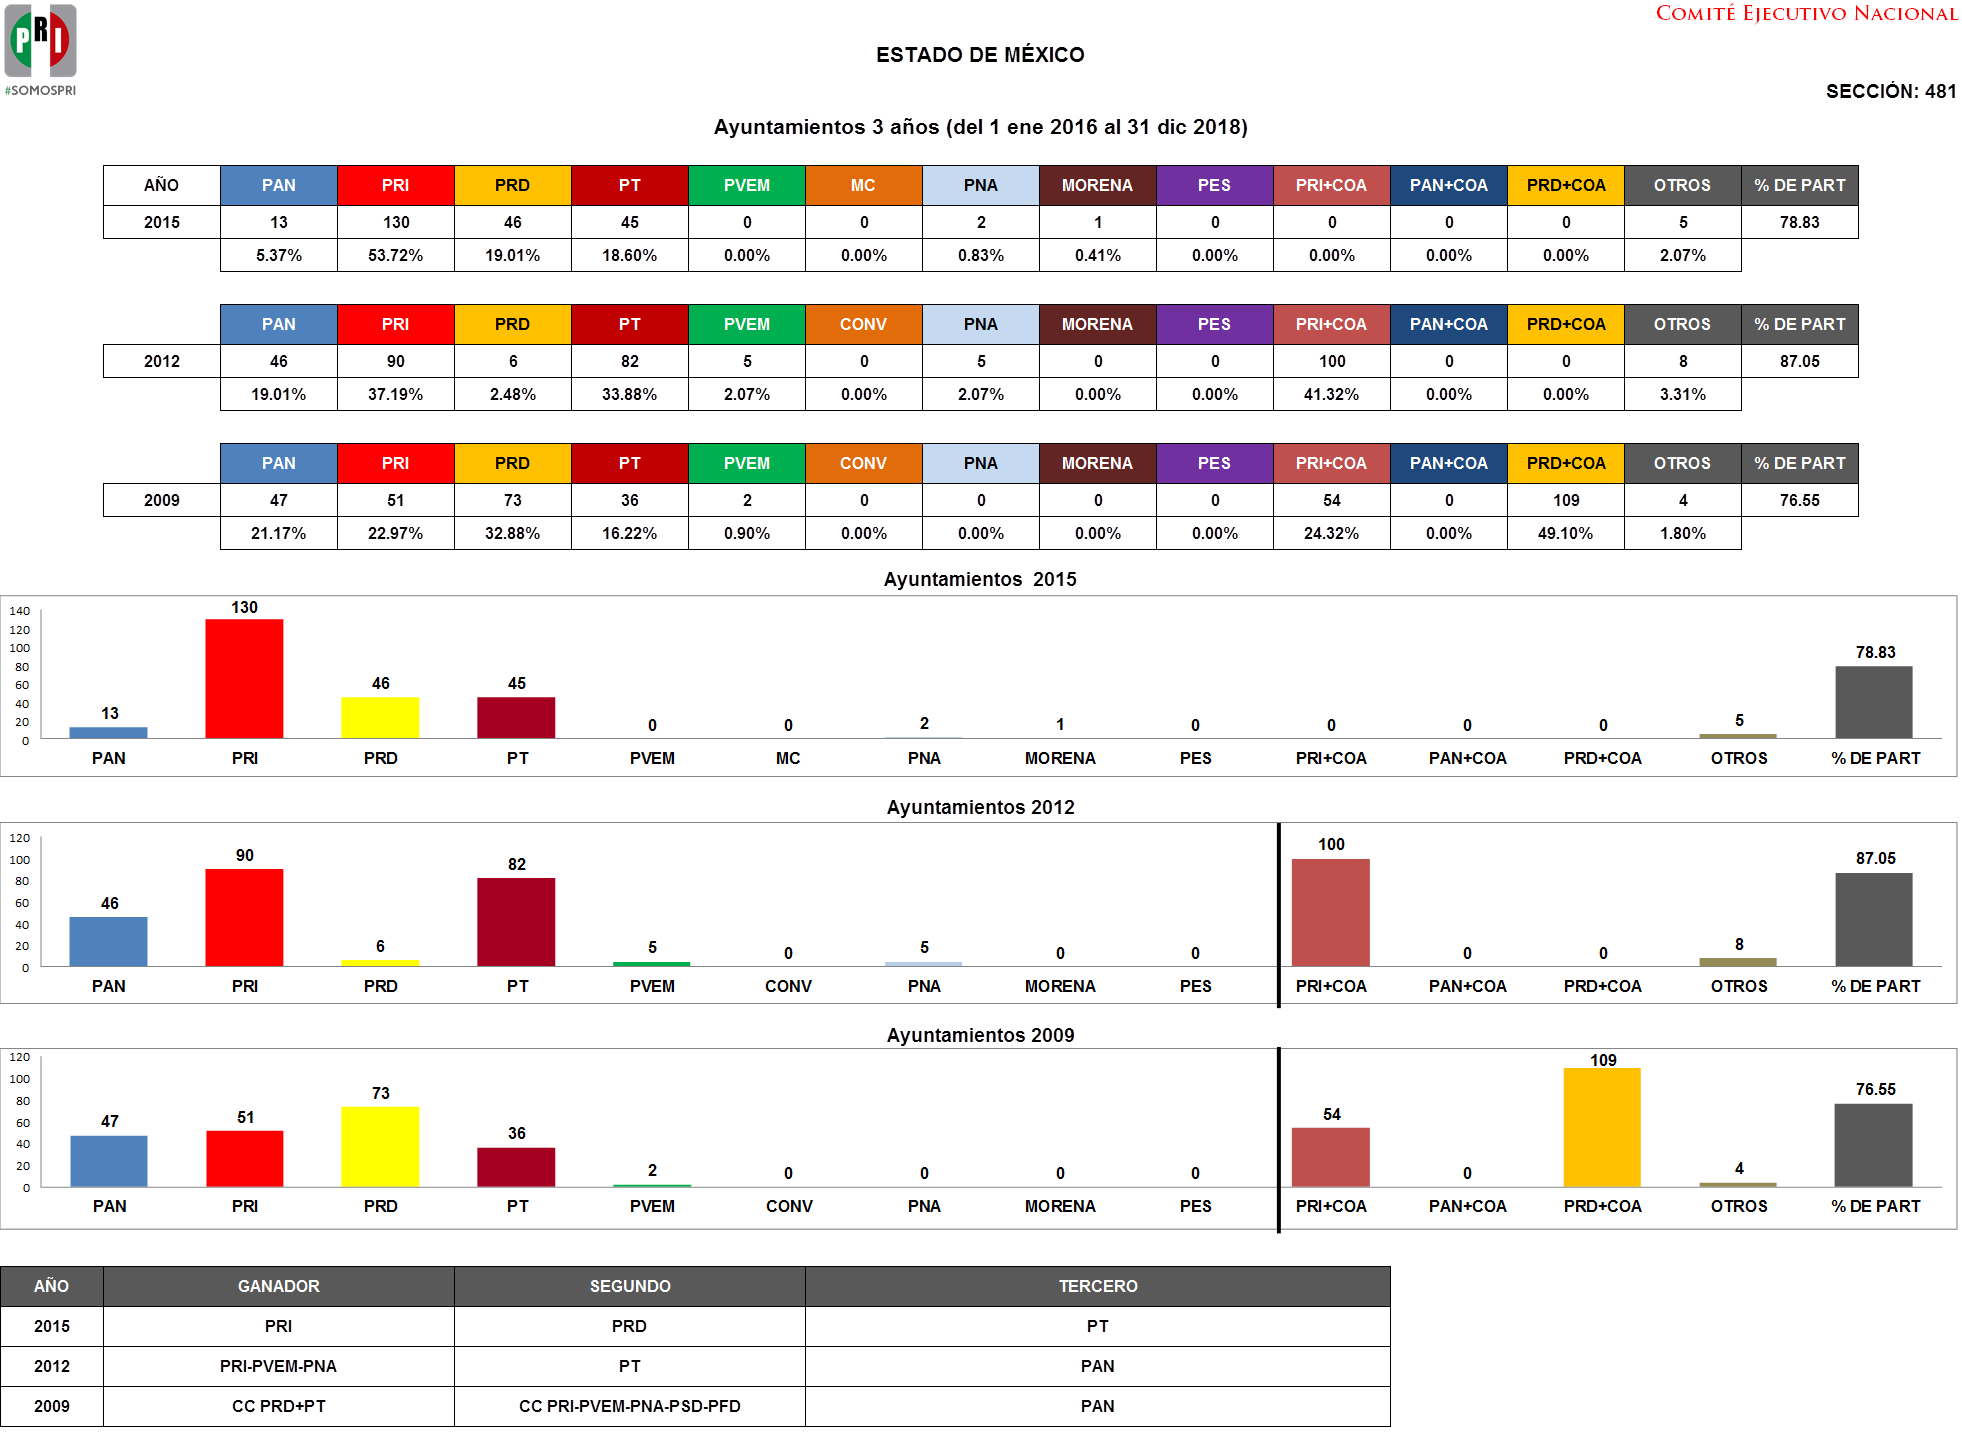 PRI
#SOMOSPRI
COMITÉ EJECUTIVO NACIONAL
ESTADO DE MÉXICO
SECCIÓN: 481
Ayuntamientos 3 años (del 1 ene 2016 al 31 dic 2018)
AÑO PAN PRI PRD PT PVEM MC PNA MORENA PES PRI+COA PAN+COA PRD+COA OTROS % DE PART
2015 13 130 46 45 0 0 2 1 0 0 0 0 5 78.83
5.37% 53.72% 19.01% 18.60% 0.00% 0.00% 0.83% 0.41% 0.00% 0.00% 0.00% 0.00% 2.07%
PAN PRI PRD PT PVEM CONV PNA MORENA PES PRI+COA PAN+COA PRD+COA OTROS % DE PART
2012 46 90 6 82 5 0 5 0 0 100 0 0 8 87.05
19.01% 37.19% 2.48% 33.88% 2.07% 0.00% 2.07% 0.00% 0.00% 41.32% 0.00% 0.00% 3.31%
PAN PRI PRD PT PVEM CONV PNA MORENA PES PRI+COA PAN+COA PRD+COA OTROS % DE PART
2009 47 51 73 36 2 0 0 0 0 54 0 109 4 76.55
21.17% 22.97% 32.88% 16.22% 0.90% 0.00% 0.00% 0.00% 0.00% 24.32% 0.00% 49.10% 1.80%
Ayuntamientos 2015
140
120
100
80
60
40
20
0
13 130 46 45 0 0 2 1 0 0 0 0 5 78.83
PAN PRI PRD PT PVEM MC PNA MORENA PES PRI+COA PAN+COA PRD+COA OTROS % DE PART
Ayuntamientos 2012
120
100
80
60
40
20
0
46 90 6 82 5 0 5 0 0 100 0 0 8 87.05
PAN PRI PRD PT PVEM CONV PNA MORENA PES PRI+COA PAN+COA PRD+COA OTROS % DE PART
Ayuntamientos 2009
120
100
80
60
40
20
0
47 51 73 36 2 0 0 0 0 54 0 109 4 76.55
PAN PRI PRD PT PVEM CONV PNA MORENA PES PRI+COA PAN+COA PRD+COA OTROS % DE PART
AÑO GANADOR SEGUNDO TERCERO
2015 PRI PRD PT
2012 PRI-PVEM-PNA PT PAN
2009 CC PRD+PT CC PRI-PVEM-PNA-PSD-PFD PAN